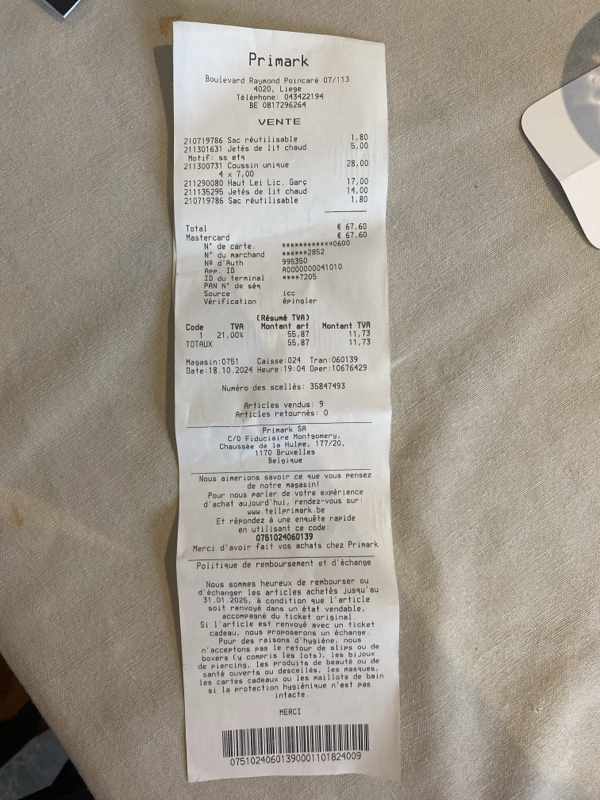 Primark
Boulevard Raymond Poincaré 07/113
4020, Liege
Téléphone: 043422194
BE 0817296264
VENTE
210719786 Sac réutilisable 1,80
211301631 Jetés de lit chaud 5,00
Motif: ss etq
211300731 Coussin unique 28,00
4 x 7,00
211290080 Haut Lei Lic. Garç 17,00
211135295 Jetés de lit chaud 14,00
210719786 Sac réutilisable 1,80
Total € 67,60
Mastercard € 67,60
N° de carte. ************0600
N° du marchand ******2852
Nº d'Auth 995350
App. ID A0000000041010
ID du terminal ****7205
PAN N° de séq
Source icc
Vérification épingler
(Résumé TVA)
Code TVA Montant art Montant TVA
1 21,00% 55,87 11,73
TOTAUX 55,87 11,73
Magasin:0751 Caisse:024 Tran:060139
Date:18.10.2024 Heure:19:04 Oper:10676429
Numéro des scellés: 35847493
Articles vendus: 9
Articles retournés: 0
Primark SA
C/O Fiduciaire Montgomery,
Chaussée de la Hulpe, 177/20,
1170 Bruxelles
Belgique
Nous aimerions savoir ce que vous pensez
de notre magasin!
Pour nous parler de votre expérience
d'achat aujourd'hui, rendez-vous sur:
www.tellprimark.be
Et répondez à une enquête rapide
en utilisant ce code:
0751024060139
Merci d'avoir fait vos achats chez Primark
Politique de remboursement et d'échange
Nous sommes heureux de rembourser ou
d'échanger les articles achetés jusqu'au
31.01.2025, à condition que l'article
soit renvoyé dans un état vendable,
accompagné du ticket original.
Si l'article est renvoyé avec un ticket
cadeau, nous proposerons un échange.
Pour des raisons d'hygiène, nous
n'acceptons pas le retour de slips ou de
boxers (y compris les lots), les bijoux
de piercing, les produits de beauté ou de
santé ouverts ou descellés, les masques,
les cartes cadeaux ou les maillots de bain
si la protection hygiénique n'est pas
intacte.
MERCI
07510240601390001101824009